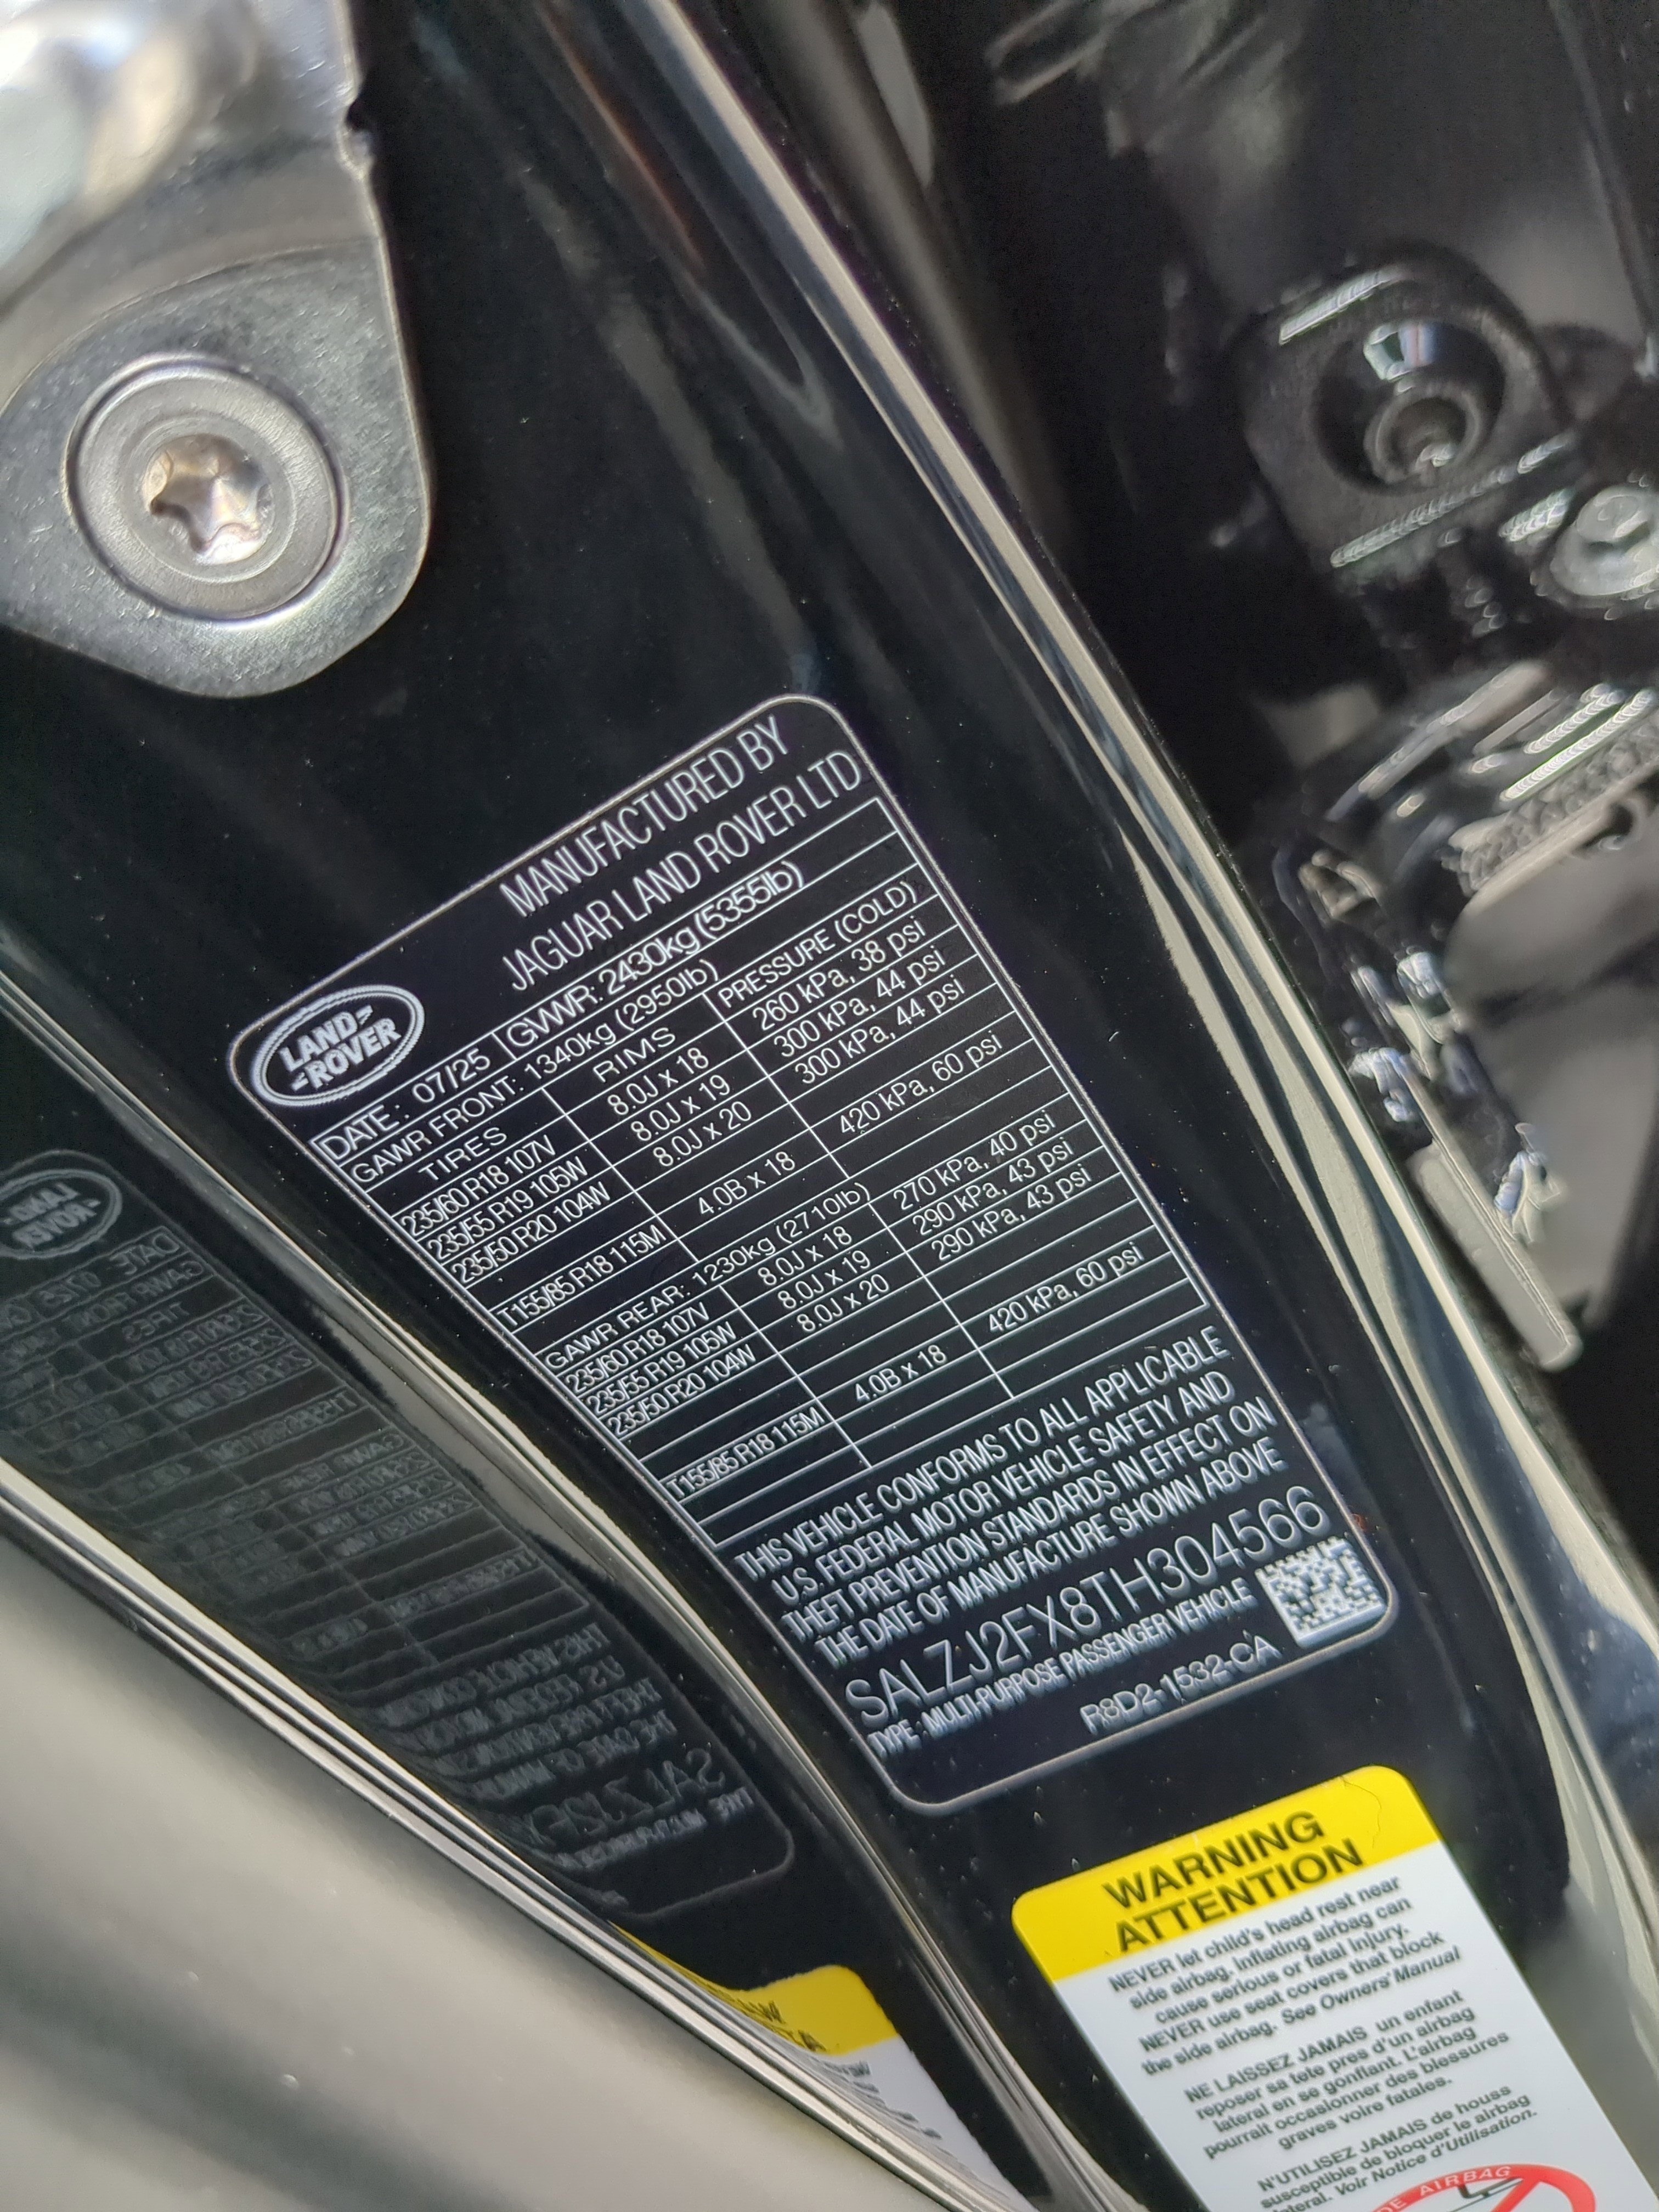 LAND ROVER
MANUFACTURED BY
JAGUAR LAND ROVER LTD
DATE: 07/25 GVWR: 2430kg (5355lb)
GAWR FRONT: 1340kg (2950lb)
TIRES RIMS PRESSURE (COLD)
235/60 R18 107V 8.0J x 18 260 kPa, 38 psi
235/55 R19 105W 8.0J x 19 300 kPa, 44 psi
235/50 R20 104W 8.0J x 20 300 kPa, 44 psi
T155/85 R18 115M 4.0B x 18 420 kPa, 60 psi
GAWR REAR: 1230kg (2710lb)
235/60 R18 107V 8.0J x 18 270 kPa, 40 psi
235/55 R19 105W 8.0J x 19 290 kPa, 43 psi
235/50 R20 104W 8.0J x 20 290 kPa, 43 psi
T155/85 R18 115M 4.0B x 18 420 kPa, 60 psi
THIS VEHICLE CONFORMS TO ALL APPLICABLE
U.S. FEDERAL MOTOR VEHICLE SAFETY AND
THEFT PREVENTION STANDARDS IN EFFECT ON
THE DATE OF MANUFACTURE SHOWN ABOVE
SALZJ2FX8TH304566
TYPE: MULTI-PURPOSE PASSENGER VEHICLE
R8D2-1532-CA
WARNING
ATTENTION
NEVER let child's head rest near
side airbag. Inflating airbag can
cause serious or fatal injury.
NEVER use seat covers that block
the side airbag. See Owners' Manual
NE LAISSEZ JAMAIS un enfant
reposer sa tete pres d'un airbag
lateral en se gonflant. L'airbag
pourrait occasionner des blessures
graves voire fatales.
N'UTILISEZ JAMAIS de houss
susceptible de bloquer le airbag
lateral. Voir Notice d'Utilisation.
DE AIRBAG